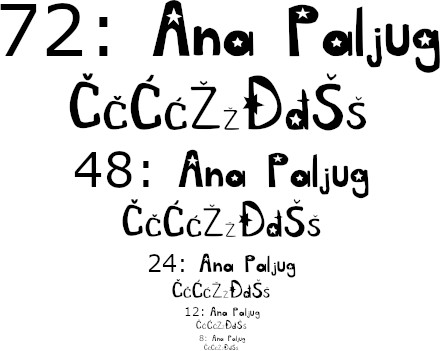 72: Ana Paljug
ČčĆćŽžĐđŠš
48: Ana Paljug
ČčĆćŽžĐđŠš
24: Ana Paljug
ČčĆćŽžĐđŠš
12: Ana Paljug
ČčĆćŽžĐđŠš
8: Ana Paljug
ČčĆćŽžĐđŠš